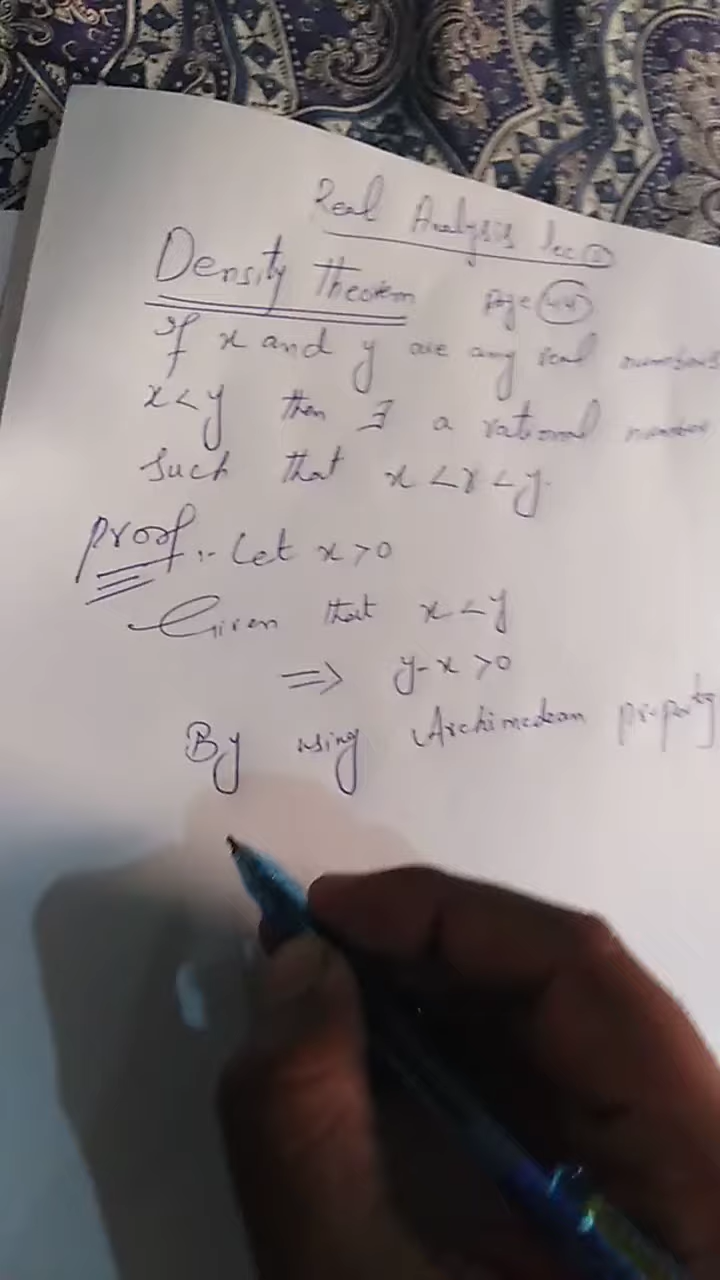 Real Analysis Lec
Density Theorem Page 44
If x and y are any real numbers
x<y then ∃ a rational number
such that x<r<y.
Proof:- Let x>0
Given that x<y
⇒ y-x>0
By using Archimedean property